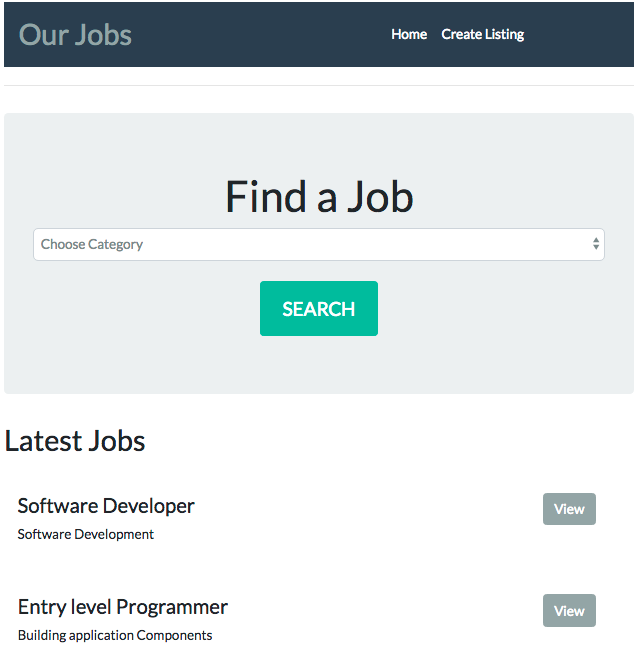 Our Jobs
Home Create Listing
Find a Job
Choose Category
SEARCH
Latest Jobs
Software Developer
View
Software Development
Entry level Programmer
View
Building application Components